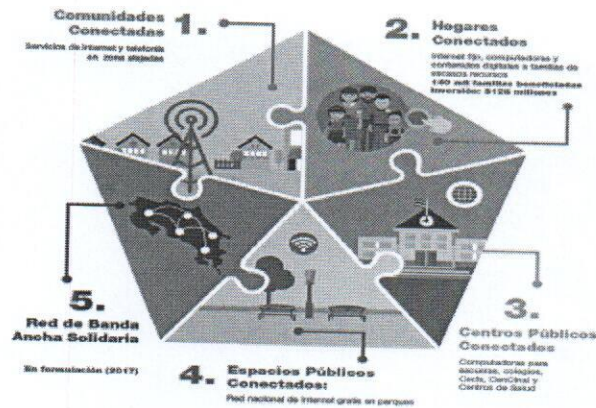 1.
Comunidades
Conectadas
Servicios de Internet y telefonía
en zona alejadas
2.
Hogares
Conectados
Internet fijo, computadoras y
contenidos digitales a familias de
escasos recursos
140 mil familias beneficiadas
Inversión: $128 millones
3.
Centros Públicos
Conectados
Computadoras para
escuelas, colegios,
Cecis, CenCinai y
Centros de Salud
4.
Espacios Públicos
Conectados:
Red nacional de Internet gratis en parques
5.
Red de Banda
Ancha Solidaria
En formulación (2017)